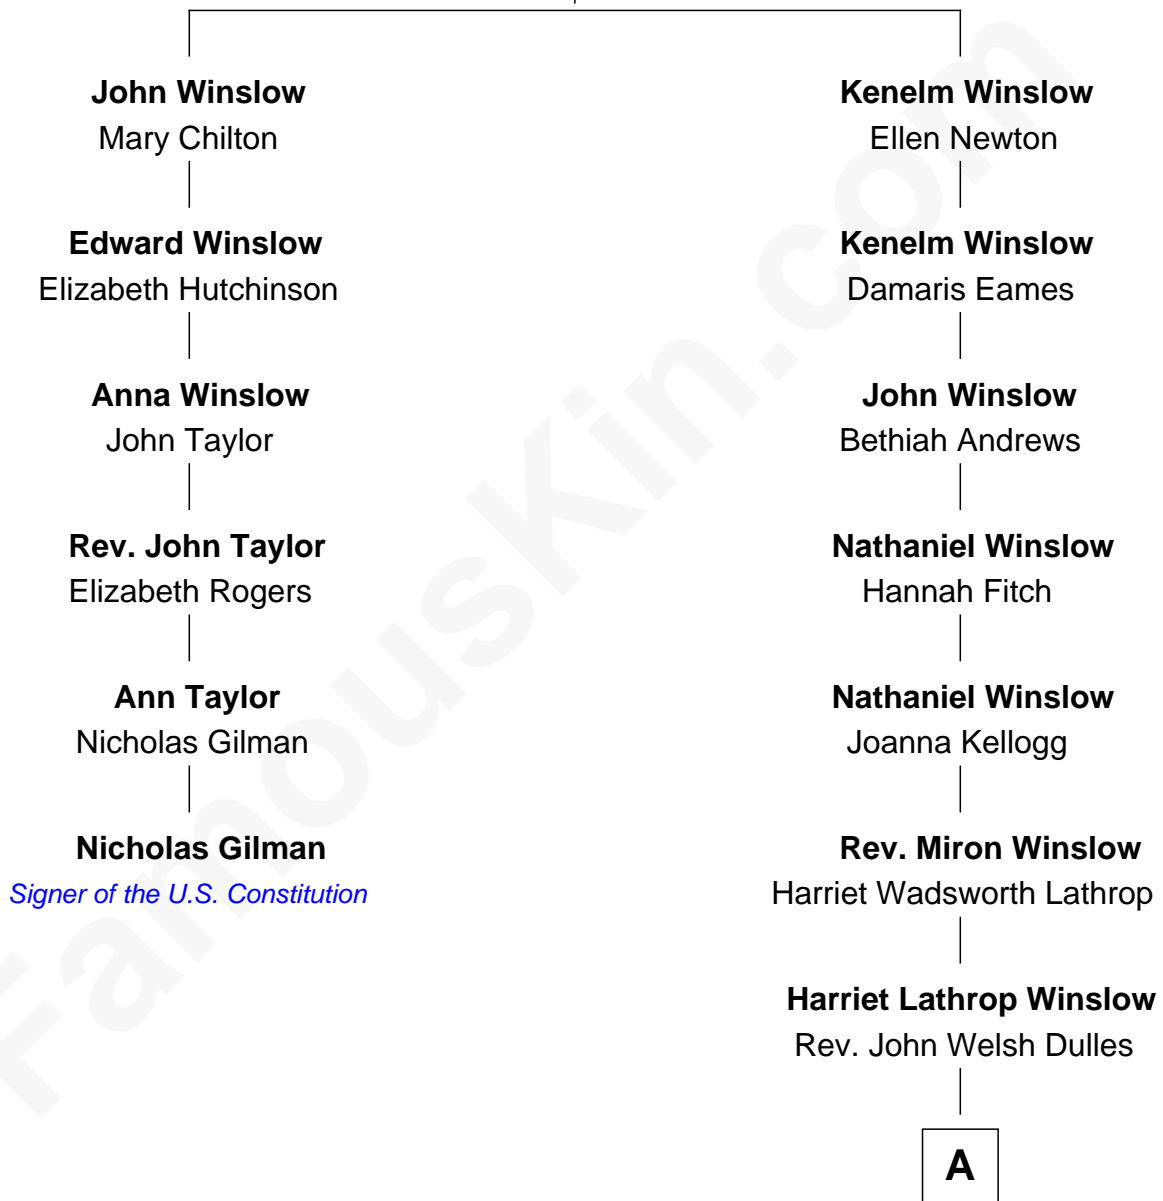 John Winslow
Mary Chilton
Edward Winslow
Elizabeth Hutchinson
Anna Winslow
John Taylor
Rev. John Taylor
Elizabeth Rogers
Ann Taylor
Nicholas Gilman
Nicholas Gilman
Signer of the U.S. Constitution
Kenelm Winslow
Ellen Newton
Kenelm Winslow
Damaris Eames
John Winslow
Bethiah Andrews
Nathaniel Winslow
Hannah Fitch
Nathaniel Winslow
Joanna Kellogg
Rev. Miron Winslow
Harriet Wadsworth Lathrop
Harriet Lathrop Winslow
Rev. John Welsh Dulles
A
FamousKin.com